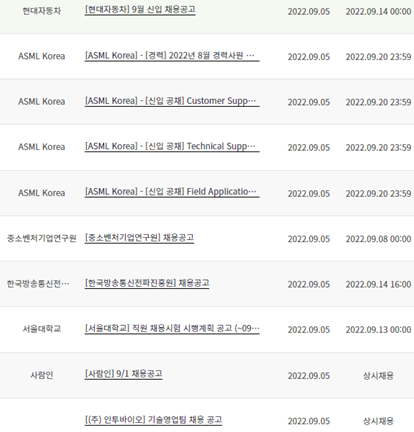 현대자동차 [현대자동차] 9월 신입 채용공고 2022.09.05 2022.09.14 00:00
ASML Korea [ASML Korea] - [경력] 2022년 8월 경력사원 … 2022.09.05 2022.09.20 23:59
ASML Korea [ASML Korea] - [신입 공채] Customer Supp… 2022.09.05 2022.09.20 23:59
ASML Korea [ASML Korea] - [신입 공채] Technical Supp… 2022.09.05 2022.09.20 23:59
ASML Korea [ASML Korea] - [신입 공채] Field Applicatio… 2022.09.05 2022.09.20 23:59
중소벤처기업연구원 [중소벤처기업연구원] 채용공고 2022.09.05 2022.09.08 00:00
한국방송통신전… [한국방송통신전파진흥원] 채용공고 2022.09.05 2022.09.14 16:00
서울대학교 [서울대학교] 직원 채용시험 시행계획 공고 (~09… 2022.09.05 2022.09.13 00:00
사람인 [사람인] 9/1 채용공고 2022.09.05 상시채용
[(주) 인투바이오] 기술영업팀 채용 공고 2022.09.05 상시채용